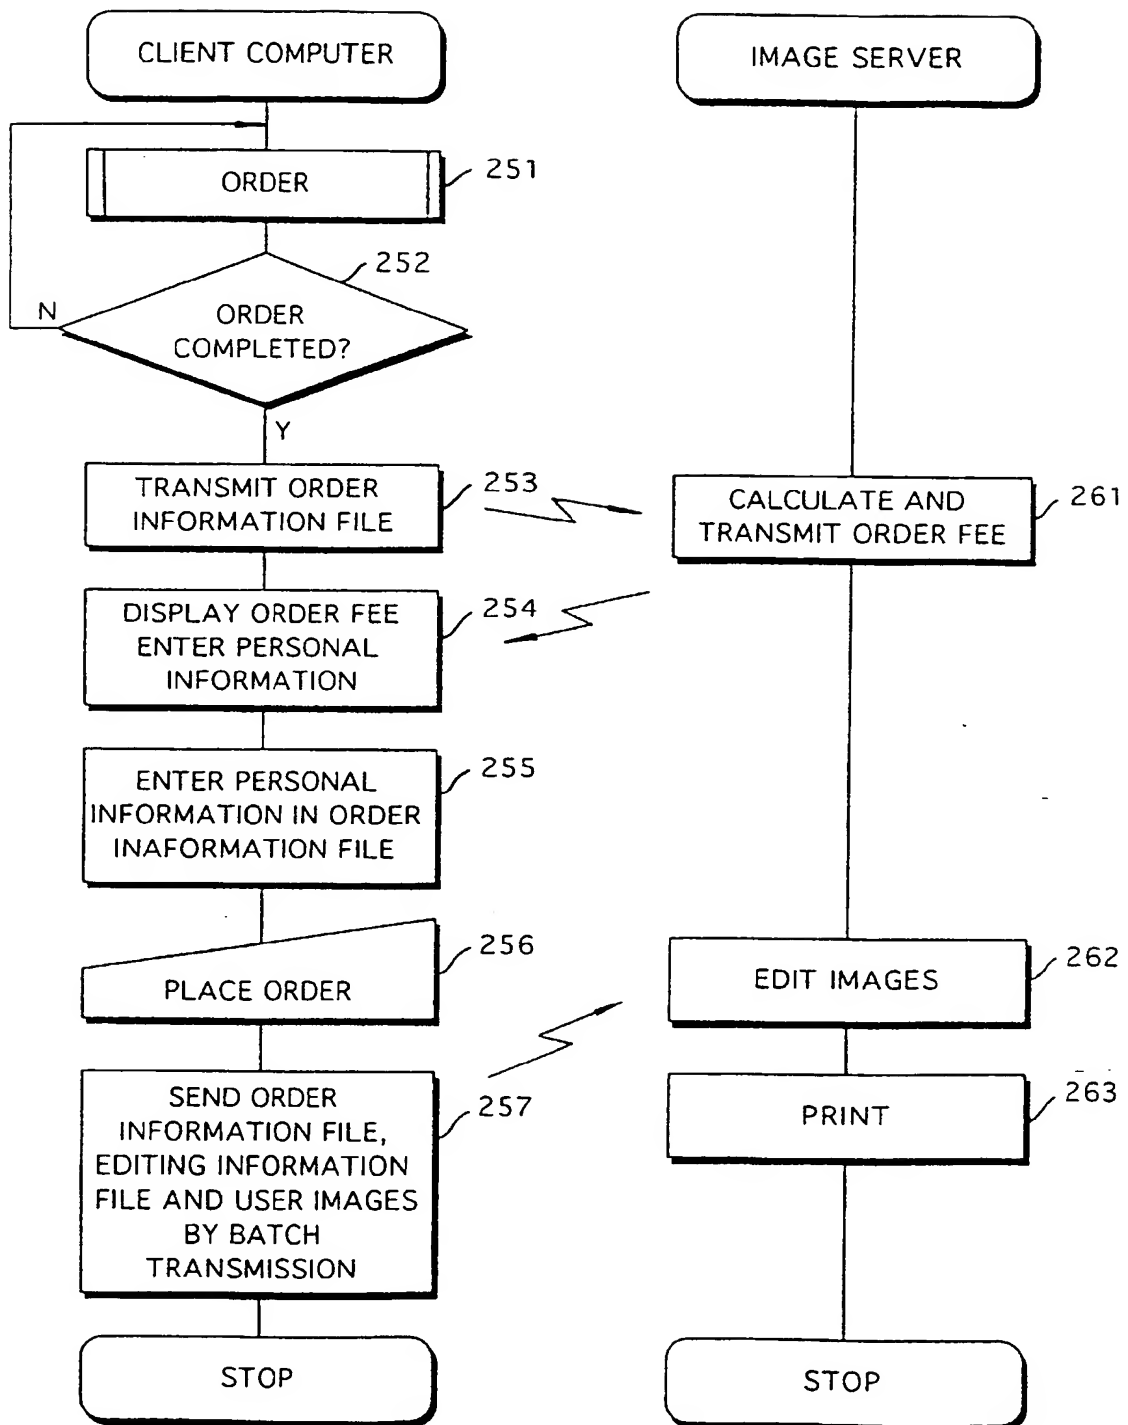 CLIENT COMPUTER
IMAGE SERVER
ORDER
251
252
ORDER
COMPLETED?
N
Y
TRANSMIT ORDER
INFORMATION FILE
253
CALCULATE AND
TRANSMIT ORDER FEE
261
DISPLAY ORDER FEE
ENTER PERSONAL
INFORMATION
254
ENTER PERSONAL
INFORMATION IN ORDER
INAFORMATION FILE
255
PLACE ORDER
256
EDIT IMAGES
262
SEND ORDER
INFORMATION FILE,
EDITING INFORMATION
FILE AND USER IMAGES
BY BATCH
TRANSMISSION
257
PRINT
263
STOP
STOP